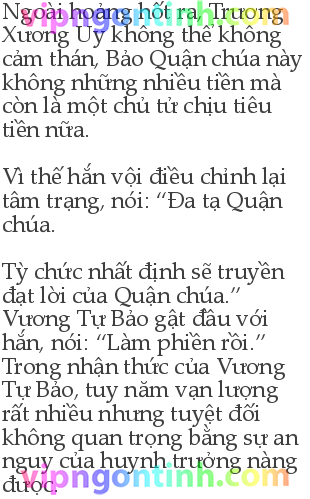 Ngoài hoảng hốt ra, Trương
Xương Uý không thể không
cảm thán, Bảo Quận chúa này
không những nhiều tiền mà
còn là một chủ tử chịu tiêu
tiền nữa.
Vì thế hắn vội điều chỉnh lại
tâm trạng, nói: “Đa tạ Quận
chúa.
Tỳ chức nhất định sẽ truyền
đạt lời của Quận chúa.”
Vương Tự Bảo gật đầu với
hắn, nói: “Làm phiền rồi.”
Trong nhận thức của Vương
Tự Bảo, tuy năm vạn lượng
rất nhiều nhưng tuyệt đối
không quan trọng bằng sự an
nguy của huynh trưởng nàng
được.
vipngontinh.com
vipngontinh.com